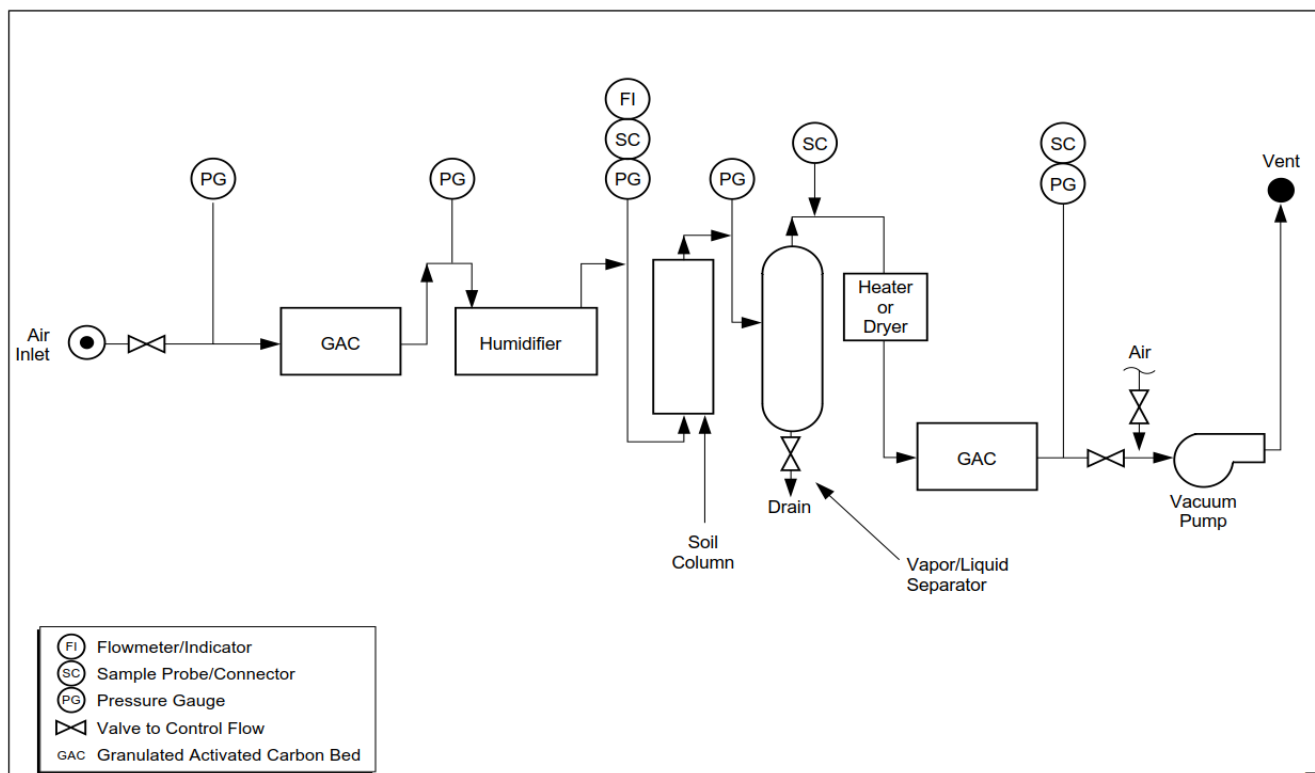 FI
SC
PG
PG
PG
PG
SC
SC
PG
Vent
Air
Inlet
GAC
Humidifier
Heater
or
Dryer
Air
GAC
Vacuum
Pump
Drain
Soil
Column
Vapor/Liquid
Separator
FI Flowmeter/Indicator
SC Sample Probe/Connector
PG Pressure Gauge
Valve to Control Flow
GAC Granulated Activated Carbon Bed